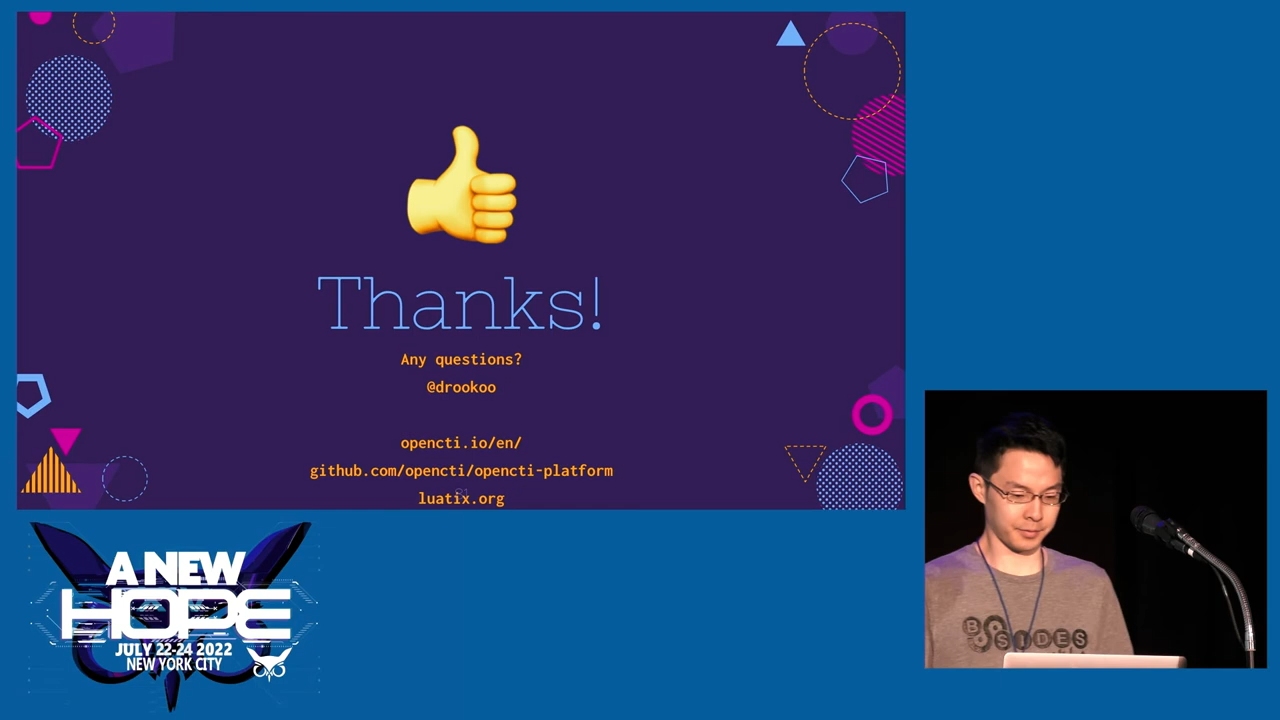 Thanks!
Any questions?
@drookoo
opencti.io/en/
github.com/opencti/opencti-platform
luatix.org
A NEW
HOPE
JULY 22-24 2022
NEW YORK CITY
BSIDES